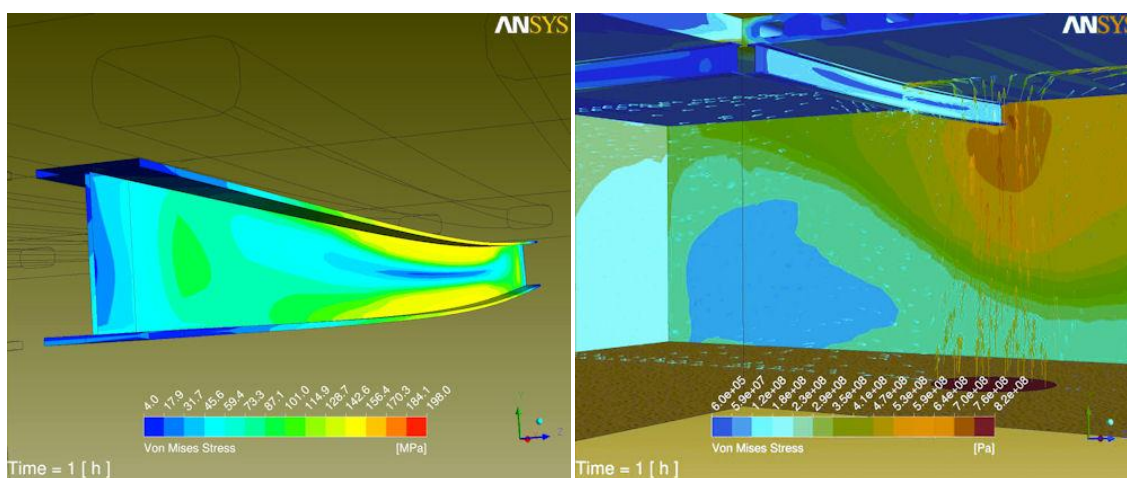 ANSYS
4.0 17.9 31.7 45.6 59.4 73.3 87.1 101.0 114.9 128.7 142.6 156.4 170.3 184.1 198.0
Von Mises Stress [MPa]
Y
Z
Time = 1 [ h ]
ANSYS
6.0e+05 5.9e+07 1.2e+08 1.8e+08 2.3e+08 2.9e+08 3.5e+08 4.1e+08 4.7e+08 5.3e+08 5.9e+08 6.4e+08 7.0e+08 7.6e+08 8.2e+08
Von Mises Stress [Pa]
Time = 1 [ h ]